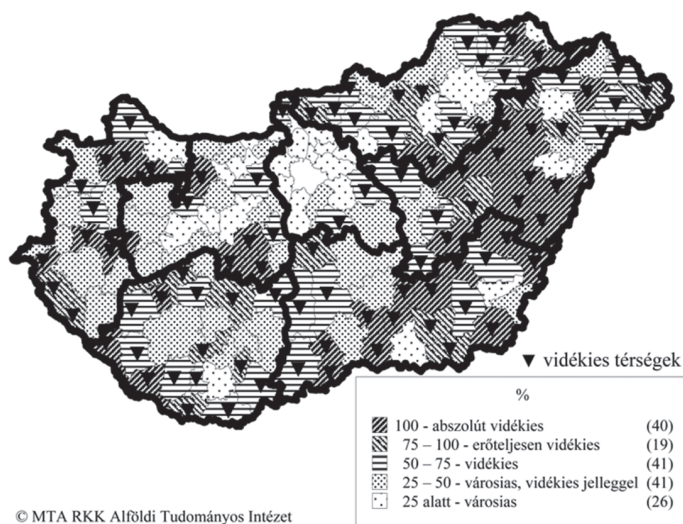 ▼ vidékies térségek
%
100 - abszolút vidékies (40)
75 – 100 - erőteljesen vidékies (19)
50 – 75 - vidékies (41)
25 – 50 - városias, vidékies jelleggel (41)
25 alatt - városias (26)
© MTA RKK Alföldi Tudományos Intézet